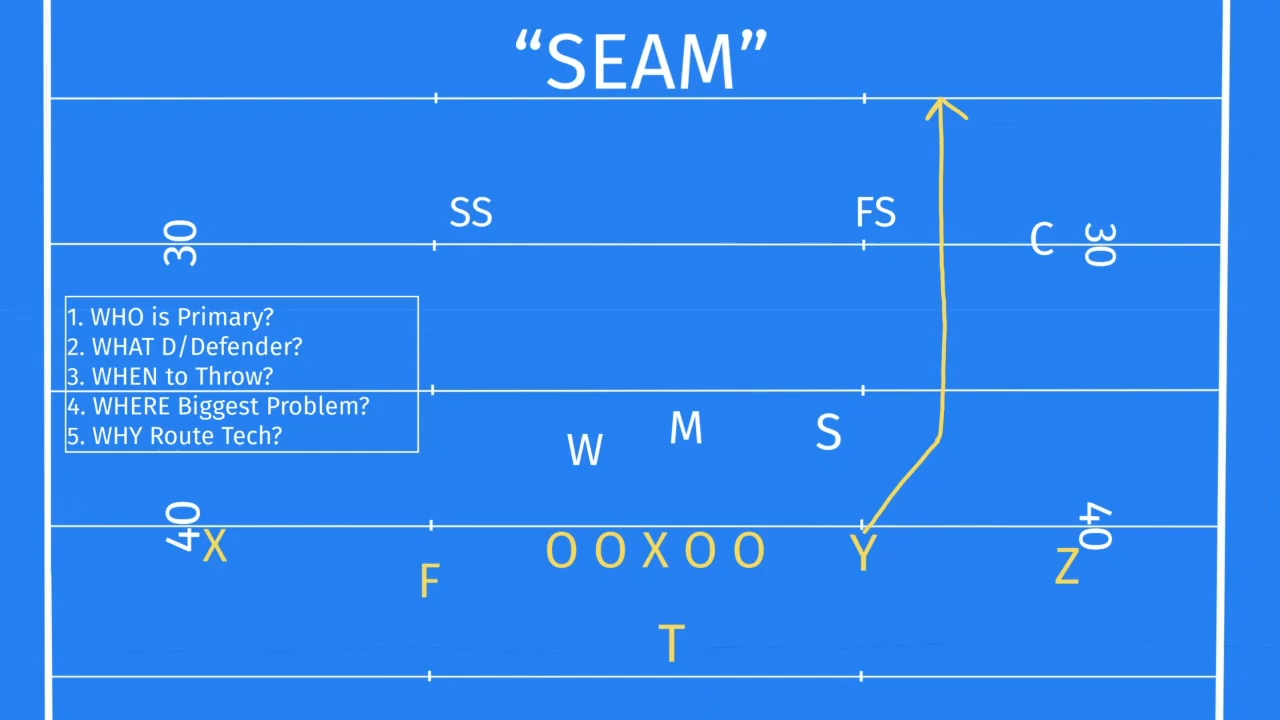 “SEAM”
SS
FS
C
30
30
1. WHO is Primary?
2. WHAT D/Defender?
3. WHEN to Throw?
4. WHERE Biggest Problem?
5. WHY Route Tech?
W
M
S
40
40
X
F
O O X O O
Y
Z
T